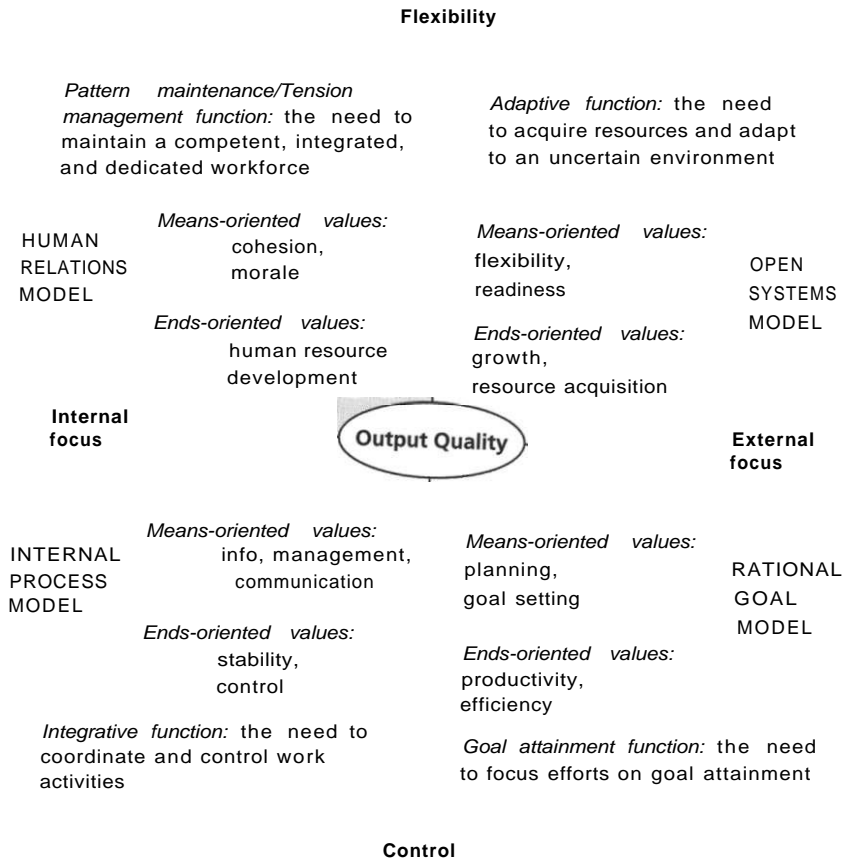 Flexibility
Pattern maintenance/Tension
management function: the need to
maintain a competent, integrated,
and dedicated workforce
Adaptive function: the need
to acquire resources and adapt
to an uncertain environment
HUMAN
RELATIONS
MODEL
Means-oriented values:
cohesion,
morale
Ends-oriented values:
human resource
development
Means-oriented values:
flexibility,
readiness
Ends-oriented values:
growth,
resource acquisition
OPEN
SYSTEMS
MODEL
Internal
focus
Output Quality
External
focus
INTERNAL
PROCESS
MODEL
Means-oriented values:
info, management,
communication
Ends-oriented values:
stability,
control
Means-oriented values:
planning,
goal setting
Ends-oriented values:
productivity,
efficiency
RATIONAL
GOAL
MODEL
Integrative function: the need to
coordinate and control work
activities
Goal attainment function: the need
to focus efforts on goal attainment
Control